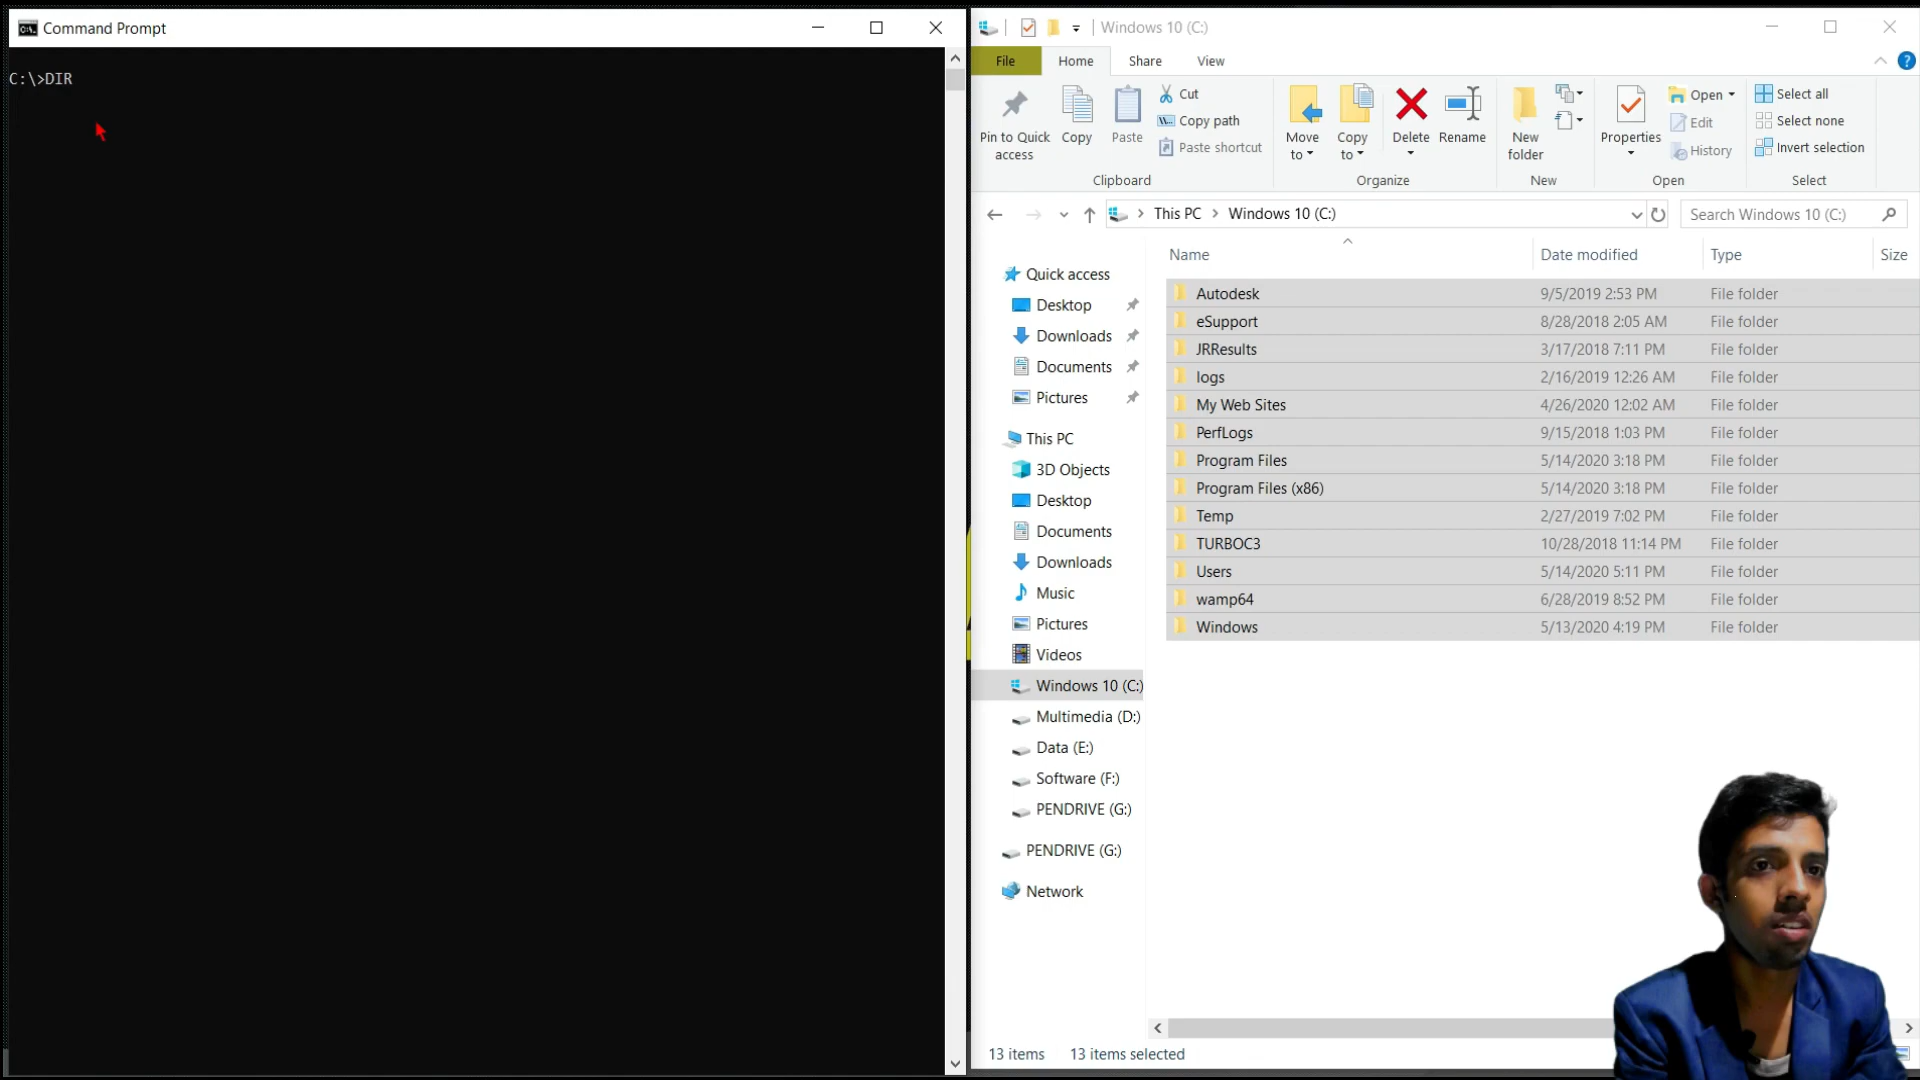 Command Prompt
C:\>DIR
Windows 10 (C:)
File
Home
Share
View
Pin to Quick access
Copy
Paste
Cut
Copy path
Paste shortcut
Clipboard
Move to
Copy to
Delete
Rename
Organize
New folder
New
Properties
Open
Edit
History
Open
Select all
Select none
Invert selection
Select
This PC > Windows 10 (C:)
Search Windows 10 (C:)
Name Date modified Type Size
Quick access
Desktop
Downloads
Documents
Pictures
This PC
3D Objects
Desktop
Documents
Downloads
Music
Pictures
Videos
Windows 10 (C:)
Multimedia (D:)
Data (E:)
Software (F:)
PENDRIVE (G:)
PENDRIVE (G:)
Network
Autodesk 9/5/2019 2:53 PM File folder
eSupport 8/28/2018 2:05 AM File folder
JRResults 3/17/2018 7:11 PM File folder
logs 2/16/2019 12:26 AM File folder
My Web Sites 4/26/2020 12:02 AM File folder
PerfLogs 9/15/2018 1:03 PM File folder
Program Files 5/14/2020 3:18 PM File folder
Program Files (x86) 5/14/2020 3:18 PM File folder
Temp 2/27/2019 7:02 PM File folder
TURBOC3 10/28/2018 11:14 PM File folder
Users 5/14/2020 5:11 PM File folder
wamp64 6/28/2019 8:52 PM File folder
Windows 5/13/2020 4:19 PM File folder
13 items 13 items selected